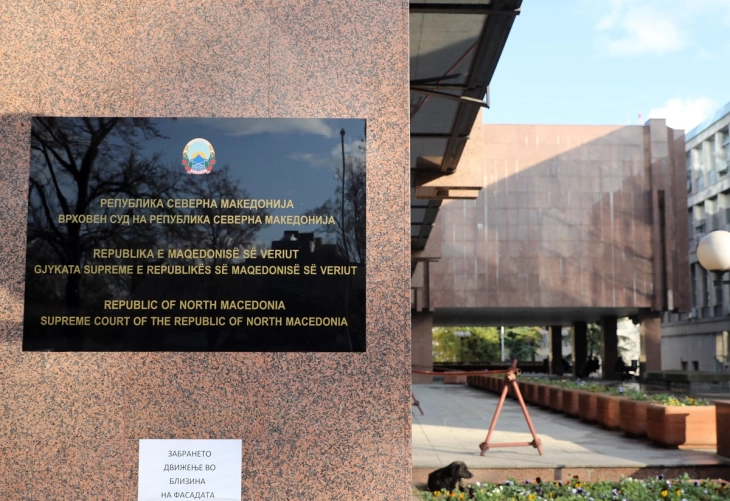 РЕПУБЛИКА СЕВЕРНА МАКЕДОНИЈА
ВРХОВЕН СУД НА РЕПУБЛИКА СЕВЕРНА МАКЕДОНИЈА
REPUBLIKA E MAQEDONISË SË VERIUT
GJYKATA SUPREME E REPUBLIKËS SË MAQEDONISË SË VERIUT
REPUBLIC OF NORTH MACEDONIA
SUPREME COURT OF THE REPUBLIC OF NORTH MACEDONIA
ЗАБРАНЕТО
ДВИЖЕЊЕ ВО
БЛИЗИНА
НА ФАСАДАТА